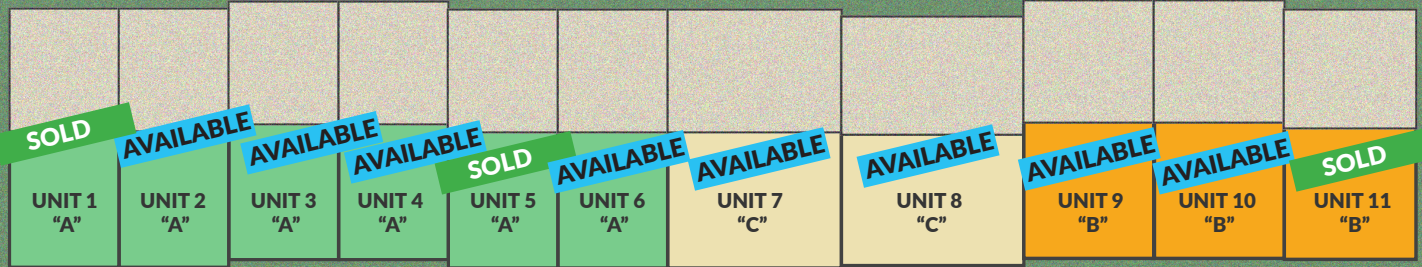 SOLD
AVAILABLE
AVAILABLE
AVAILABLE
SOLD
AVAILABLE
AVAILABLE
AVAILABLE
AVAILABLE
AVAILABLE
SOLD
UNIT 1
“A”
UNIT 2
“A”
UNIT 3
“A”
UNIT 4
“A”
UNIT 5
“A”
UNIT 6
“A”
UNIT 7
“C”
UNIT 8
“C”
UNIT 9
“B”
UNIT 10
“B”
UNIT 11
“B”